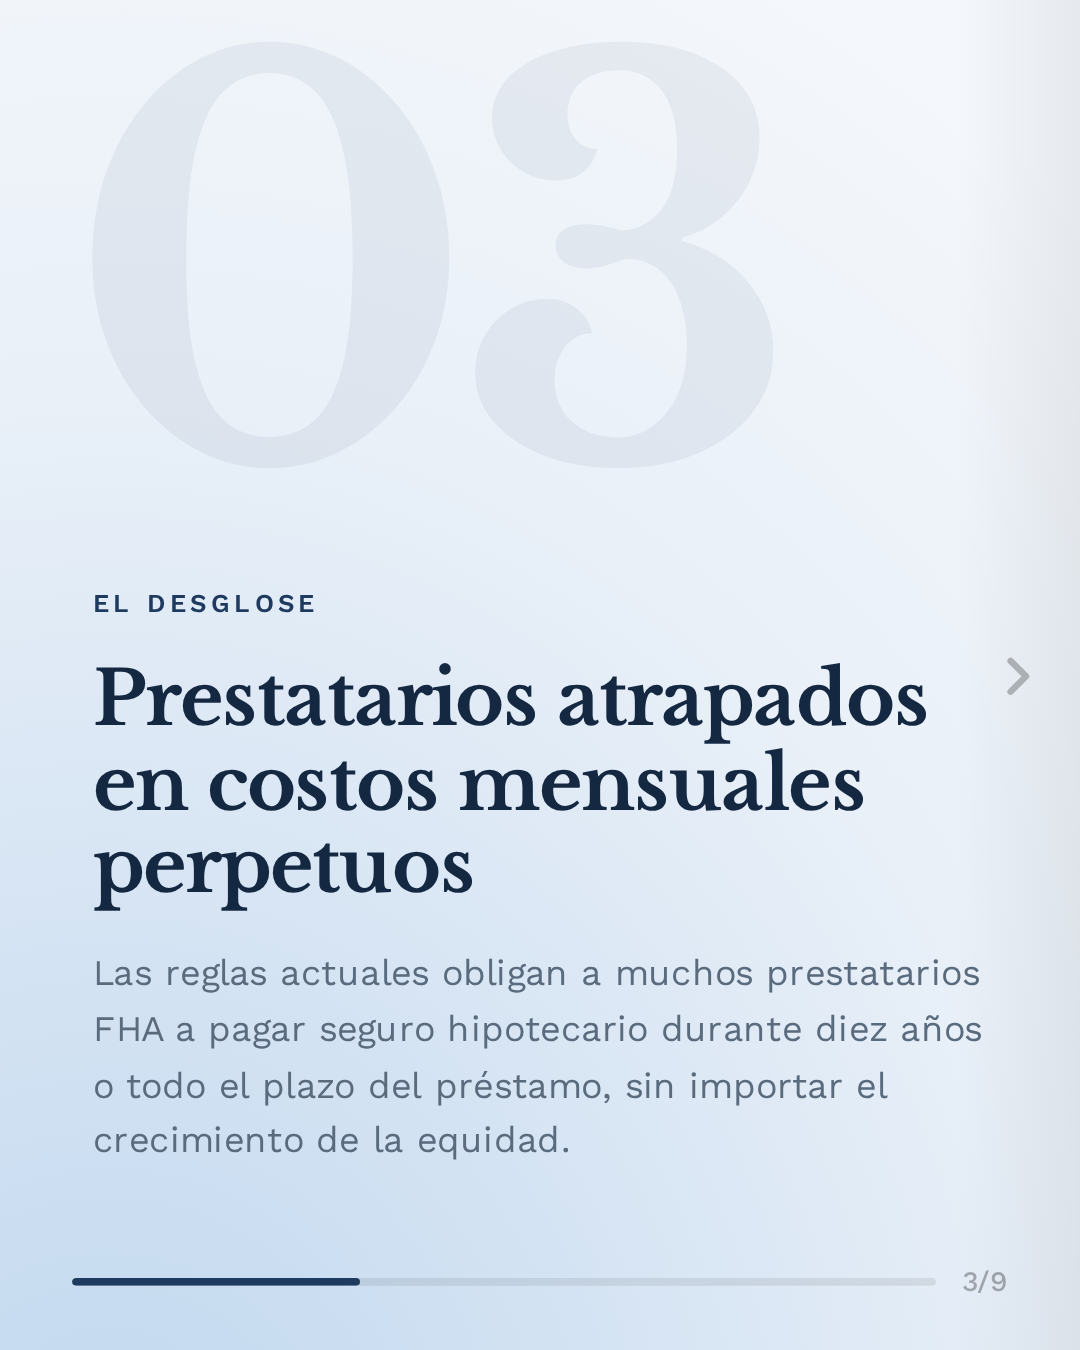 03
EL DESGLOSE
Prestatarios atrapados
en costos mensuales
perpetuos
Las reglas actuales obligan a muchos prestatarios
FHA a pagar seguro hipotecario durante diez años
o todo el plazo del préstamo, sin importar el
crecimiento de la equidad.
3/9